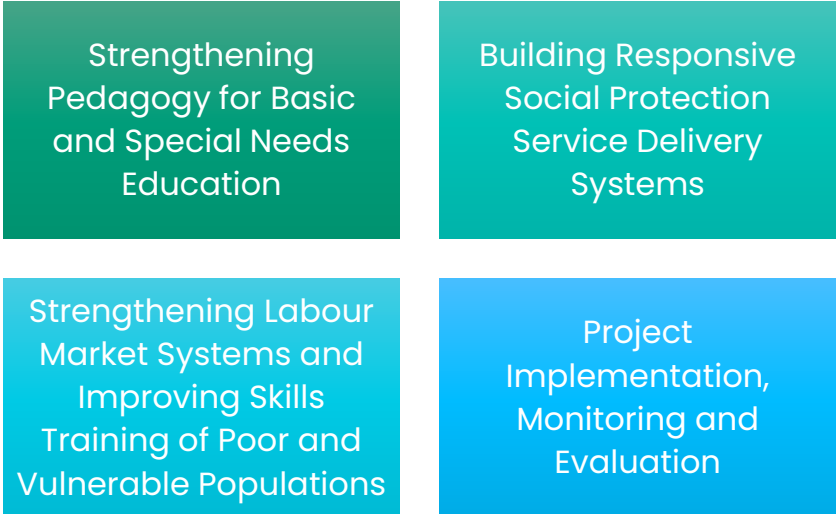 Strengthening
Pedagogy for Basic
and Special Needs
Education
Building Responsive
Social Protection
Service Delivery
Systems
Strengthening Labour
Market Systems and
Improving Skills
Training of Poor and
Vulnerable Populations
Project
Implementation,
Monitoring and
Evaluation